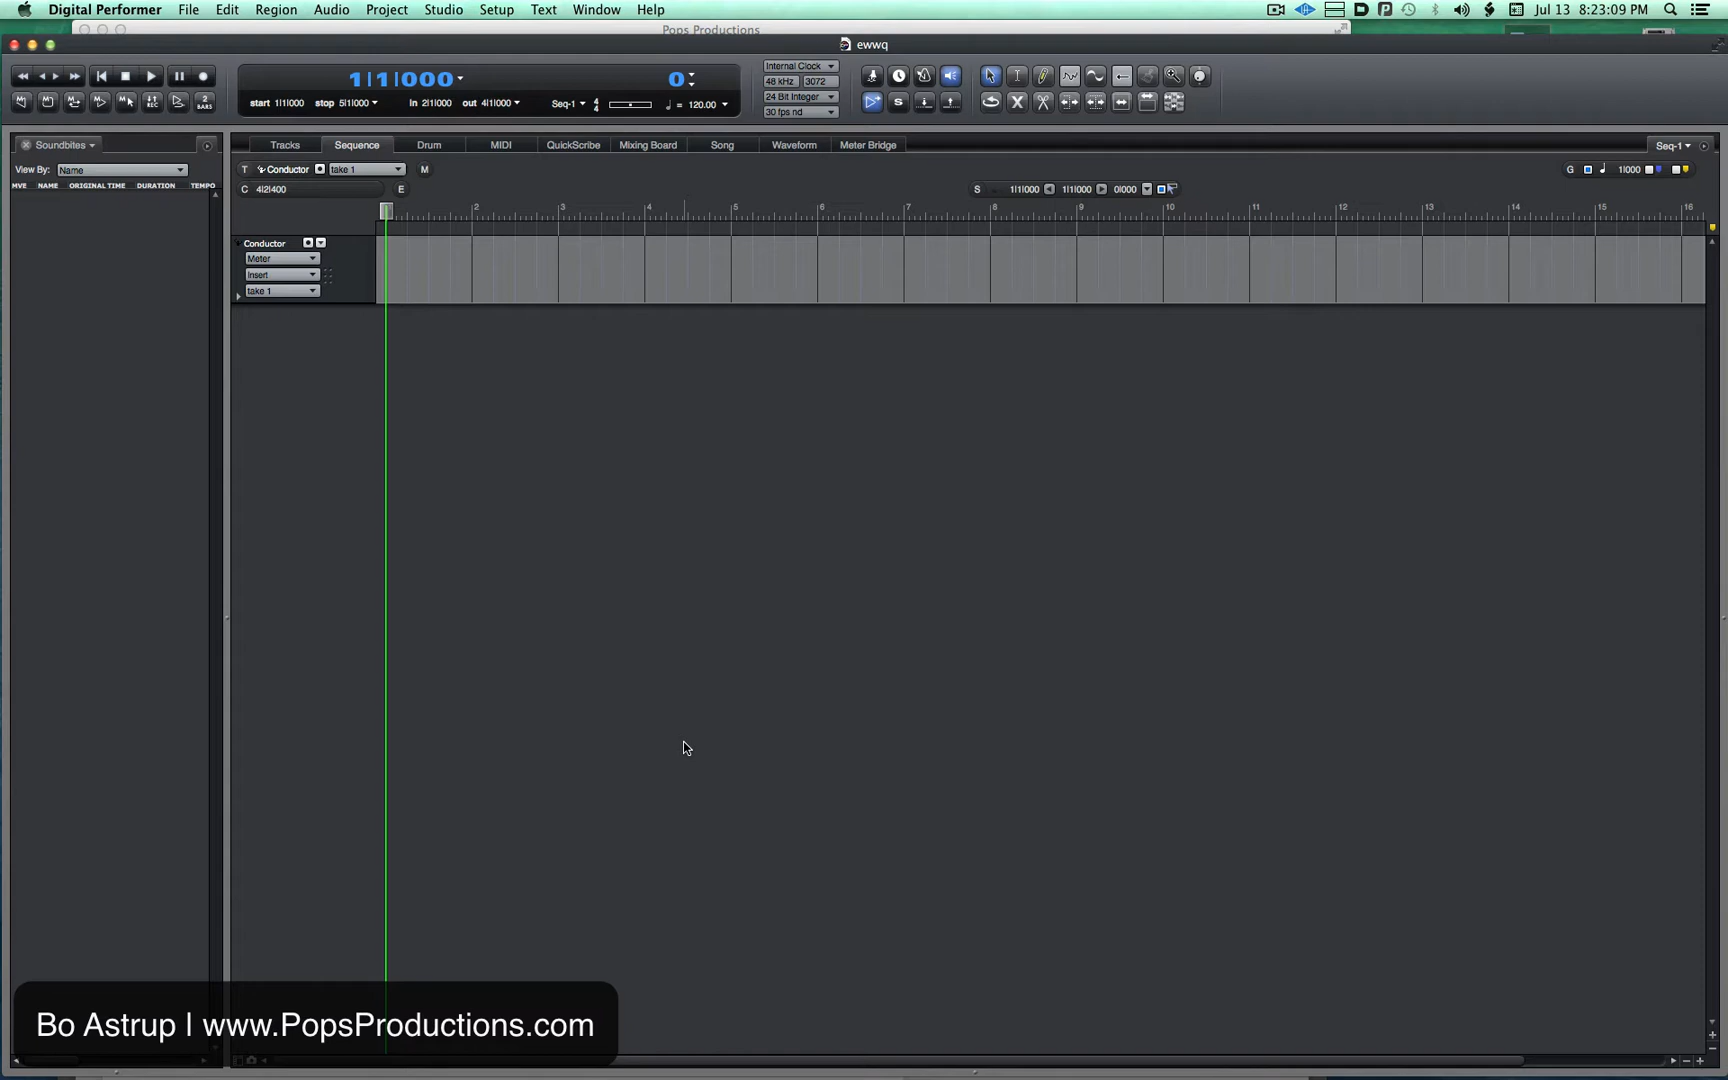 Digital Performer File Edit Region Audio Project Studio Setup Text Window Help Jul 13 8:23:09 PM
Pops Productions
ewwq
1|1|000 0
start 1|1|000 stop 5|1|000 in 2|1|000 out 4|1|000 Seq-1 4 4 = 120.00
Internal Clock
48 kHz 3072
24 Bit Integer
30 fps nd
REC
2 BARS
S
Soundbites
View By: Name
MVE NAME ORIGINAL TIME DURATION TEMPO
Tracks Sequence Drum MIDI QuickScribe Mixing Board Song Waveform Meter Bridge Seq-1
T Conductor take 1 M G 1|000
C 4|2|400 E S 1|1|000 1|1|000 0|000
2 3 4 5 6 7 8 9 10 11 12 13 14 15 16
Conductor
Meter
Insert
take 1
Bo Astrup | www.PopsProductions.com